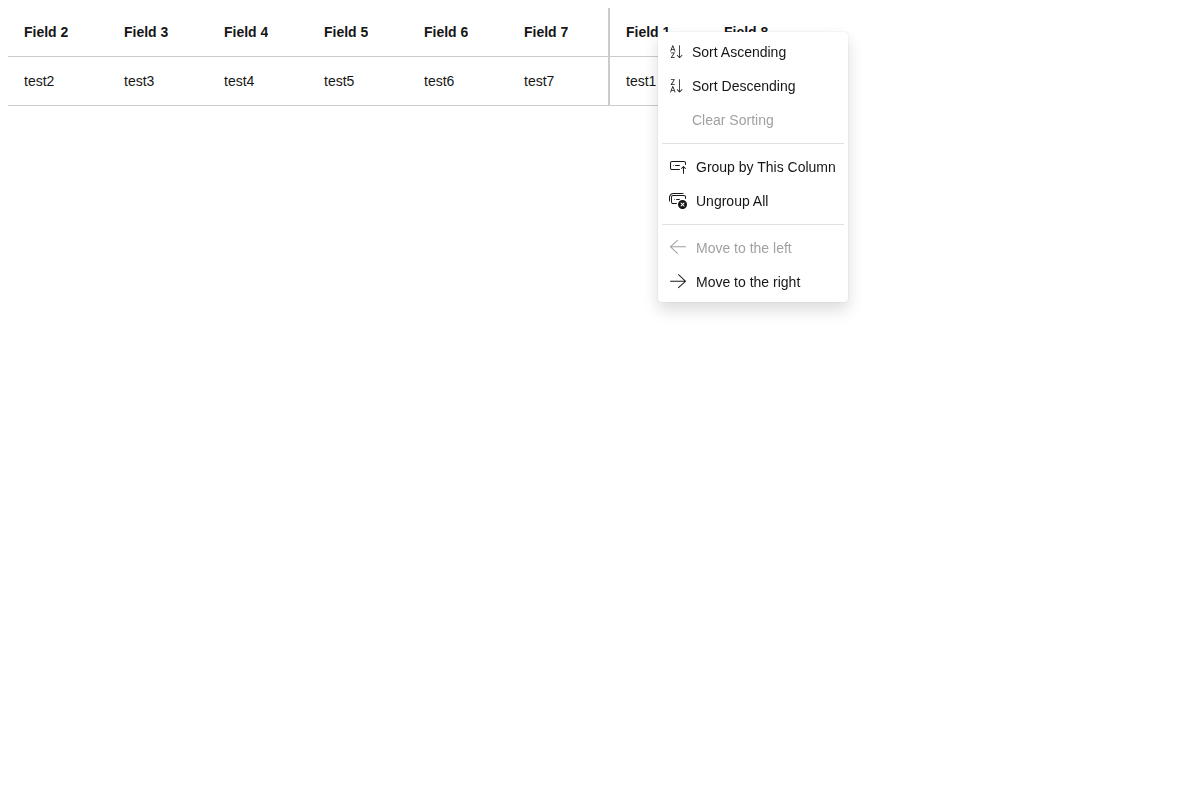 Field 2 Field 3 Field 4 Field 5 Field 6 Field 7 Field 1 Field 8
test2 test3 test4 test5 test6 test7 test1
Sort Ascending
Sort Descending
Clear Sorting
Group by This Column
Ungroup All
Move to the left
Move to the right